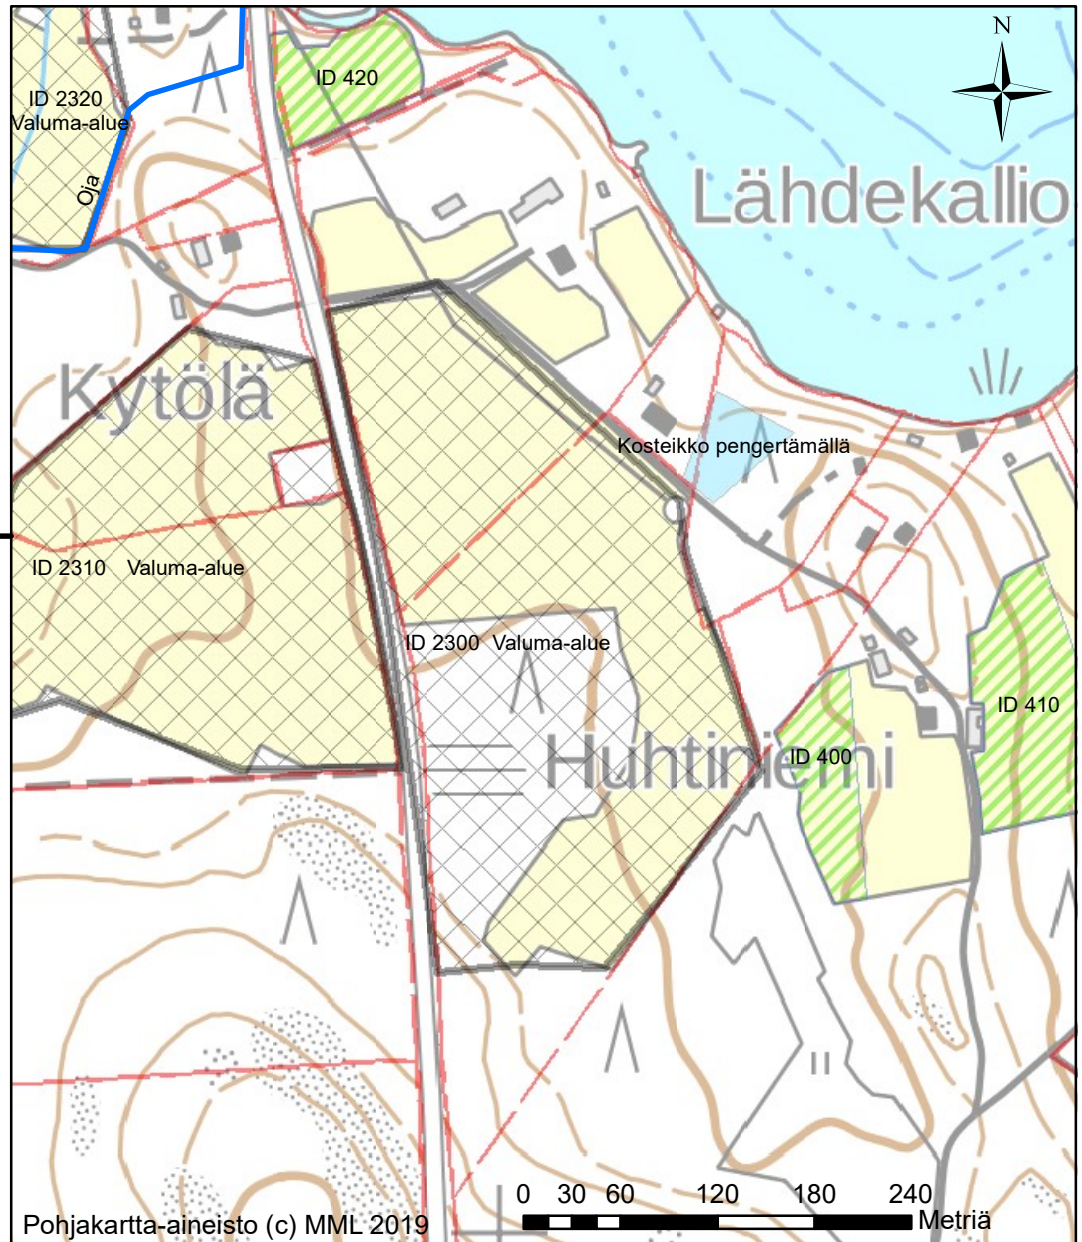 N
ID 420
ID 2320
Valuma-alue
Oja
Lähdekallio
Kytölä
Kosteikko pengertämällä
ID 2310 Valuma-alue
ID 2300 Valuma-alue
ID 410
Huhtiniemi
ID 400
0 30 60 120 180 240
Metriä
Pohjakartta-aineisto (c) MML 2019